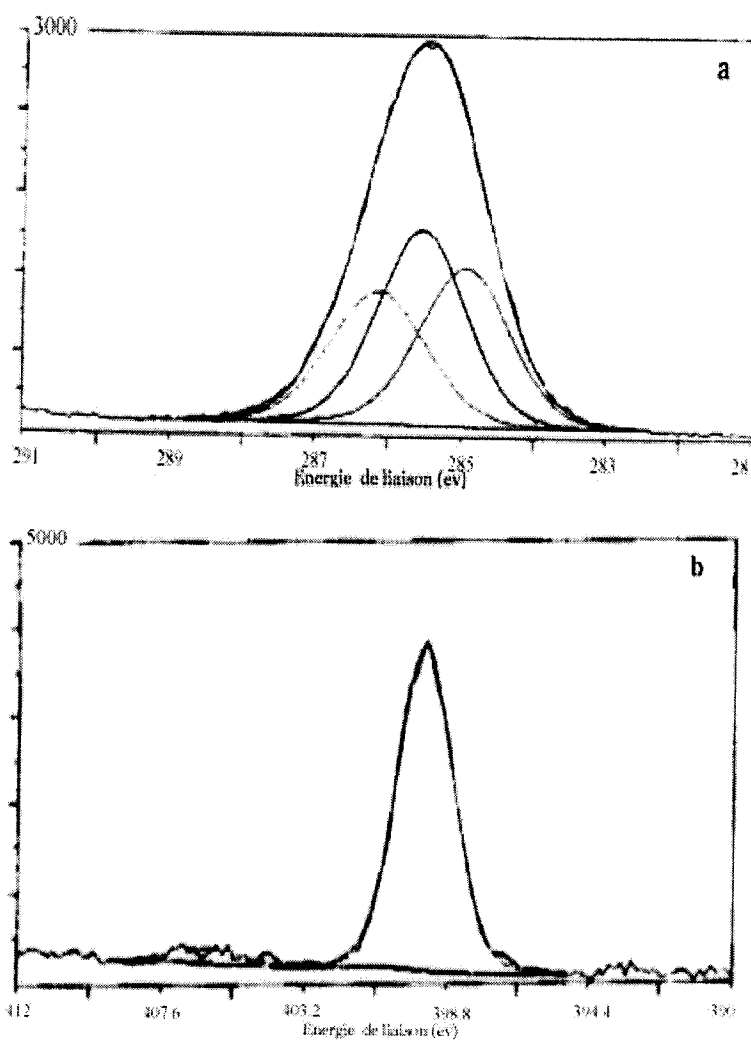 3000
a
291 289 287 285 283 28
Energie de liaison (ev)
5000
b
412 407.6 403.2 398.8 394.4 390
Energie de liaison (ev)